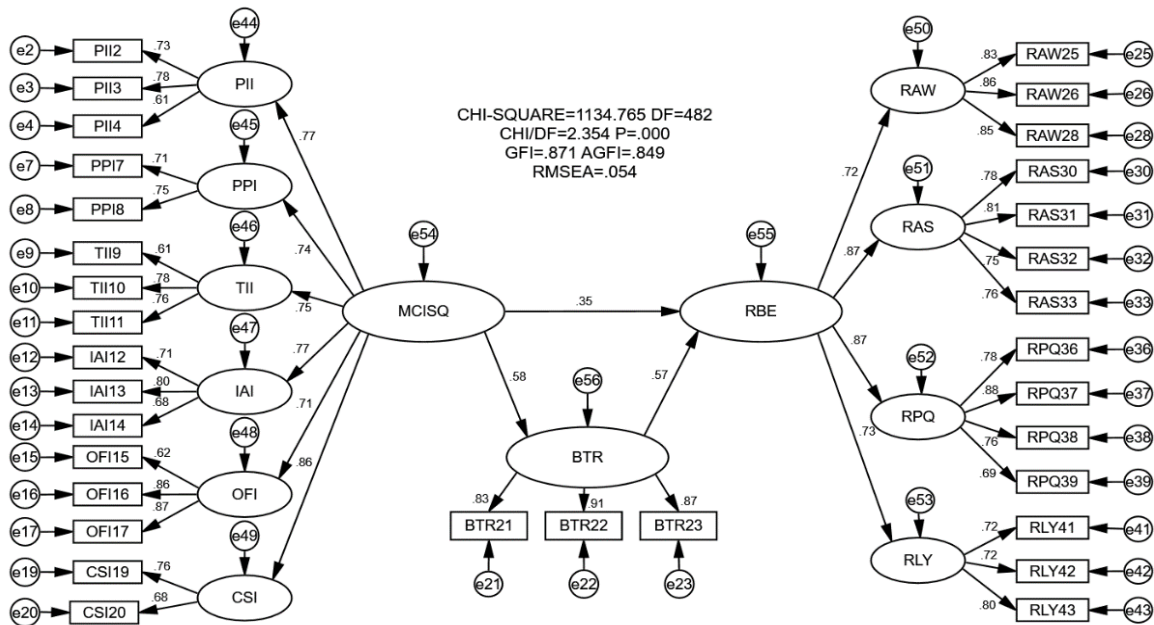 e44
e2 PII2 .73
e3 PII3 .78 PII
e4 PII4 .61
.77
e45
e7 PPI7 .71
PPI
e8 PPI8 .75
.74
e46
e9 TII9 .61
e10 TII10 .78 TII
e11 TII11 .76
.75
e47
e12 IAI12 .71
e13 IAI13 .80 IAI
e14 IAI14 .68
.77
e48
e15 OFI15 .62
e16 OFI16 .86 OFI
e17 OFI17 .87
.71
e49
e19 CSI19 .76
CSI
e20 CSI20 .68
.86
CHI-SQUARE=1134.765 DF=482
CHI/DF=2.354 P=.000
GFI=.871 AGFI=.849
RMSEA=.054
e54
MCISQ
.35
.58
e56
BTR
.57
.83 .91 .87
BTR21 BTR22 BTR23
e21 e22 e23
e55
RBE
e50
.83 RAW25 e25
RAW .86 RAW26 e26
.85 RAW28 e28
.72
e51
.78 RAS30 e30
RAS .81 RAS31 e31
.75 RAS32 e32
.76 RAS33 e33
.87
e52
.78 RPQ36 e36
RPQ .88 RPQ37 e37
.76 RPQ38 e38
.69 RPQ39 e39
.87
e53
.72 RLY41 e41
RLY .72 RLY42 e42
.80 RLY43 e43
.73